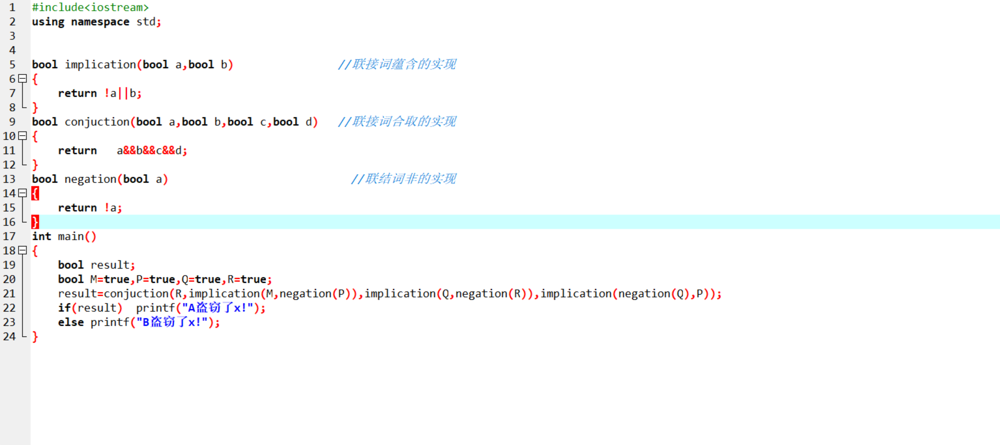 1 #include<iostream>
2 using namespace std;
3
4
5 bool implication(bool a,bool b) //联接词蕴含的实现
6 {
7 return !a||b;
8 }
9 bool conjuction(bool a,bool b,bool c,bool d) //联接词合取的实现
10 {
11 return a&&b&&c&&d;
12 }
13 bool negation(bool a) //联结词非的实现
14 {
15 return !a;
16 }
17 int main()
18 {
19 bool result;
20 bool M=true,P=true,Q=true,R=true;
21 result=conjuction(R,implication(M,negation(P)),implication(Q,negation(R)),implication(negation(Q),P));
22 if(result) printf("A盗窃了x!");
23 else printf("B盗窃了x!");
24 }